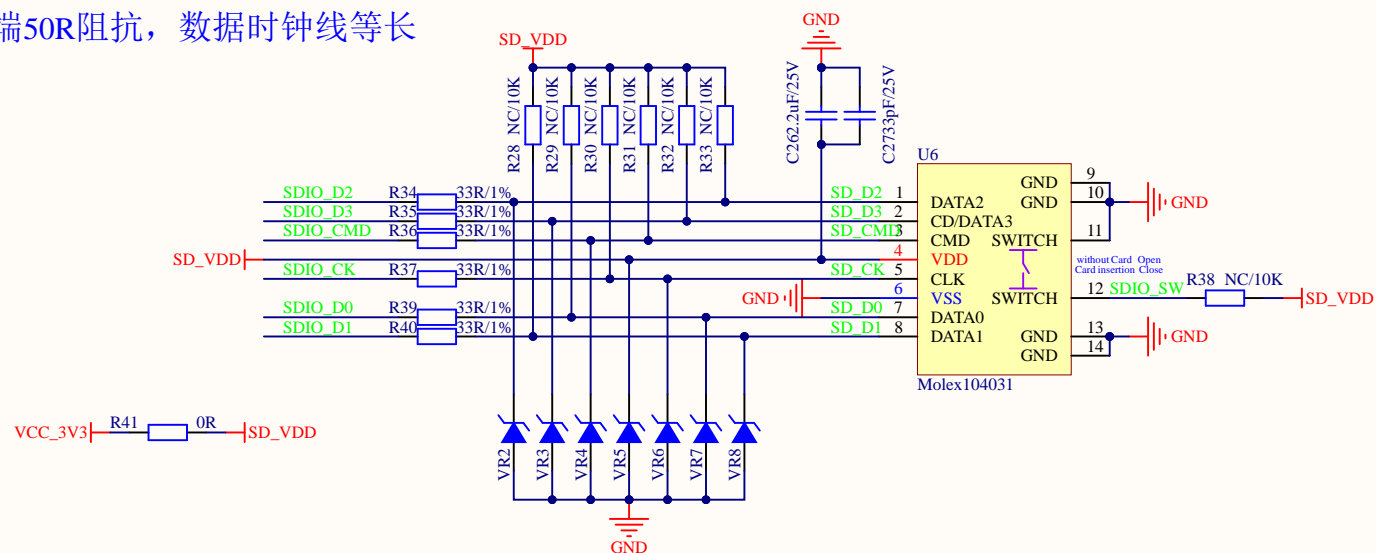 端50R阻抗，数据时钟线等长
GND
SD_VDD
R28 NC/10K
R29 NC/10K
R30 NC/10K
R31 NC/10K
R32 NC/10K
R33 NC/10K
C262.2uF/25V
C2733pF/25V
U6
SDIO_D2 R34 33R/1% SD_D2 1 DATA2
SDIO_D3 R35 33R/1% SD_D3 2 CD/DATA3
SDIO_CMD R36 33R/1% SD_CMD 3 CMD
SD_VDD 4 VDD
SDIO_CK R37 33R/1% SD_CK 5 CLK
GND 6 VSS
SDIO_D0 R39 33R/1% SD_D0 7 DATA0
SDIO_D1 R40 33R/1% SD_D1 8 DATA1
GND 9
GND 10 GND
SWITCH 11
without Card Open
Card insertion Close
SWITCH 12 SDIO_SW R38 NC/10K SD_VDD
GND 13 GND
GND 14
Molex104031
VCC_3V3 R41 0R SD_VDD
VR2
VR3
VR4
VR5
VR6
VR7
VR8
GND